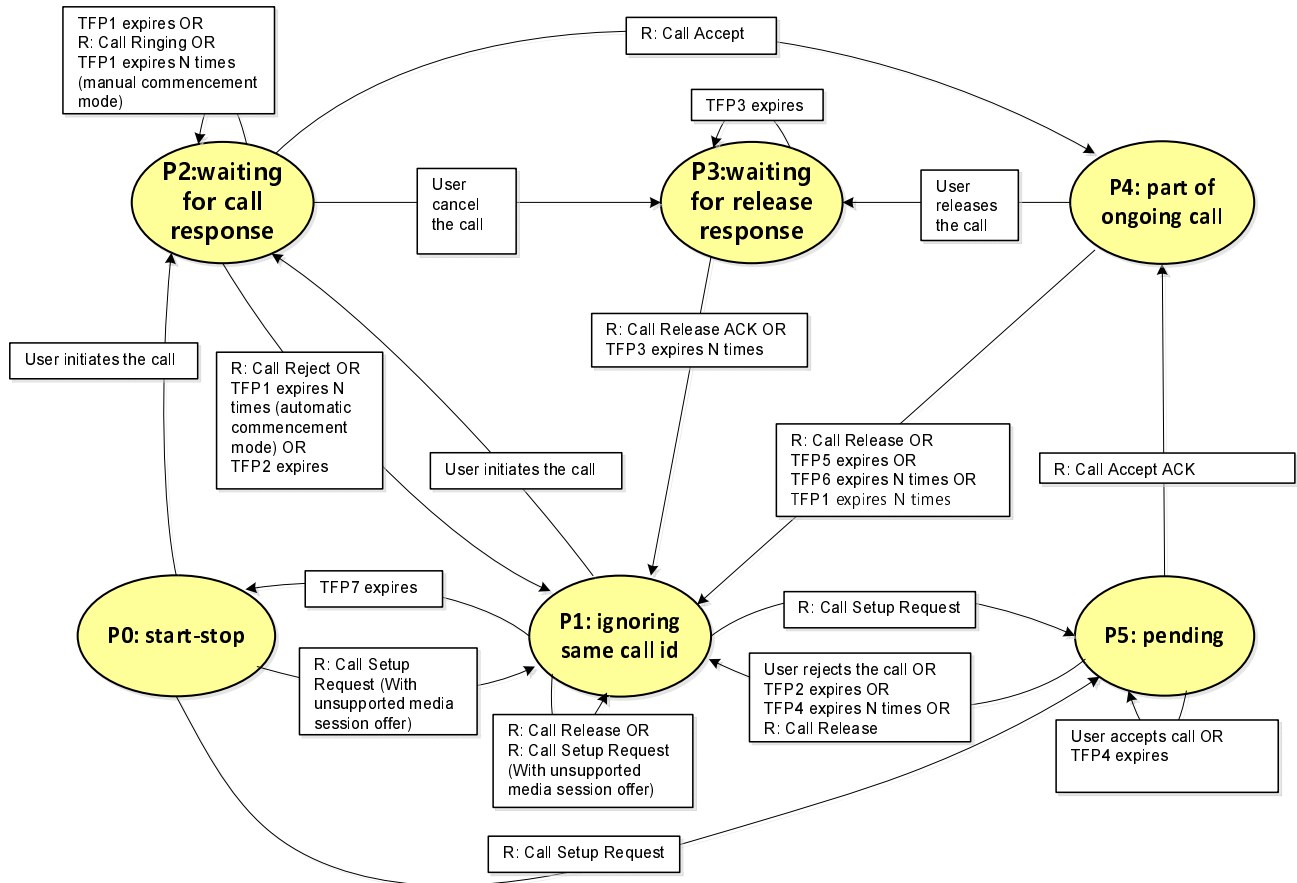 TFP1 expires OR
R: Call Ringing OR
TFP1 expires N times
(manual commencement
mode)
R: Call Accept
TFP3 expires
P2:waiting
for call
response
User
cancel
the call
P3:waiting
for release
response
User
releases
the call
P4: part of
ongoing call
User initiates the call
R: Call Reject OR
TFP1 expires N
times (automatic
commencement
mode) OR
TFP2 expires
User initiates the call
R: Call Release ACK OR
TFP3 expires N times
R: Call Release OR
TFP5 expires OR
TFP6 expires N times OR
TFP1 expires N times
R: Call Accept ACK
P0: start-stop
TFP7 expires
R: Call Setup
Request (With
unsupported media
session offer)
P1: ignoring
same call id
R: Call Release OR
R: Call Setup Request
(With unsupported
media session offer)
R: Call Setup Request
User rejects the call OR
TFP2 expires OR
TFP4 expires N times OR
R: Call Release
P5: pending
User accepts call OR
TFP4 expires
R: Call Setup Request